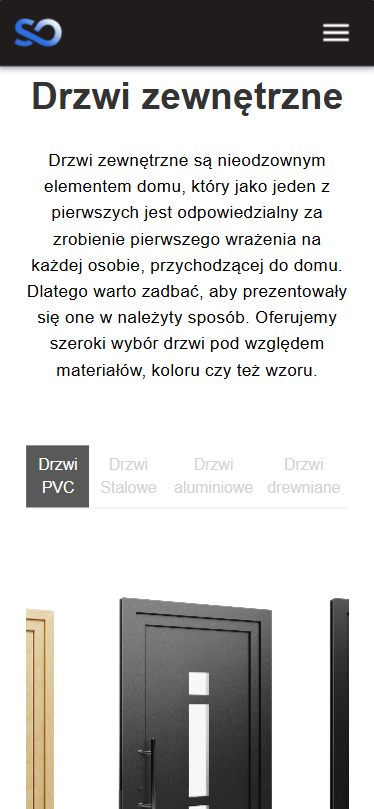 SO
Drzwi zewnętrzne
Drzwi zewnętrzne są nieodzownym
elementem domu, który jako jeden z
pierwszych jest odpowiedzialny za
zrobienie pierwszego wrażenia na
każdej osobie, przychodzącej do domu.
Dlatego warto zadbać, aby prezentowały
się one w należyty sposób. Oferujemy
szeroki wybór drzwi pod względem
materiałów, koloru czy też wzoru.
Drzwi PVC
Drzwi Stalowe
Drzwi aluminiowe
Drzwi drewniane